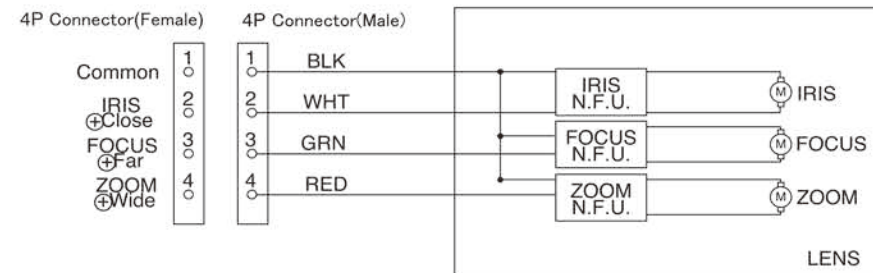 4P Connector(Female) 4P Connector(Male)
Common 1 1 BLK
IRIS 2 2 WHT
⊕Close
FOCUS 3 3 GRN
⊕Far
ZOOM 4 4 RED
⊕Wide
IRIS
N.F.U.
M IRIS
FOCUS
N.F.U.
M FOCUS
ZOOM
N.F.U.
M ZOOM
LENS